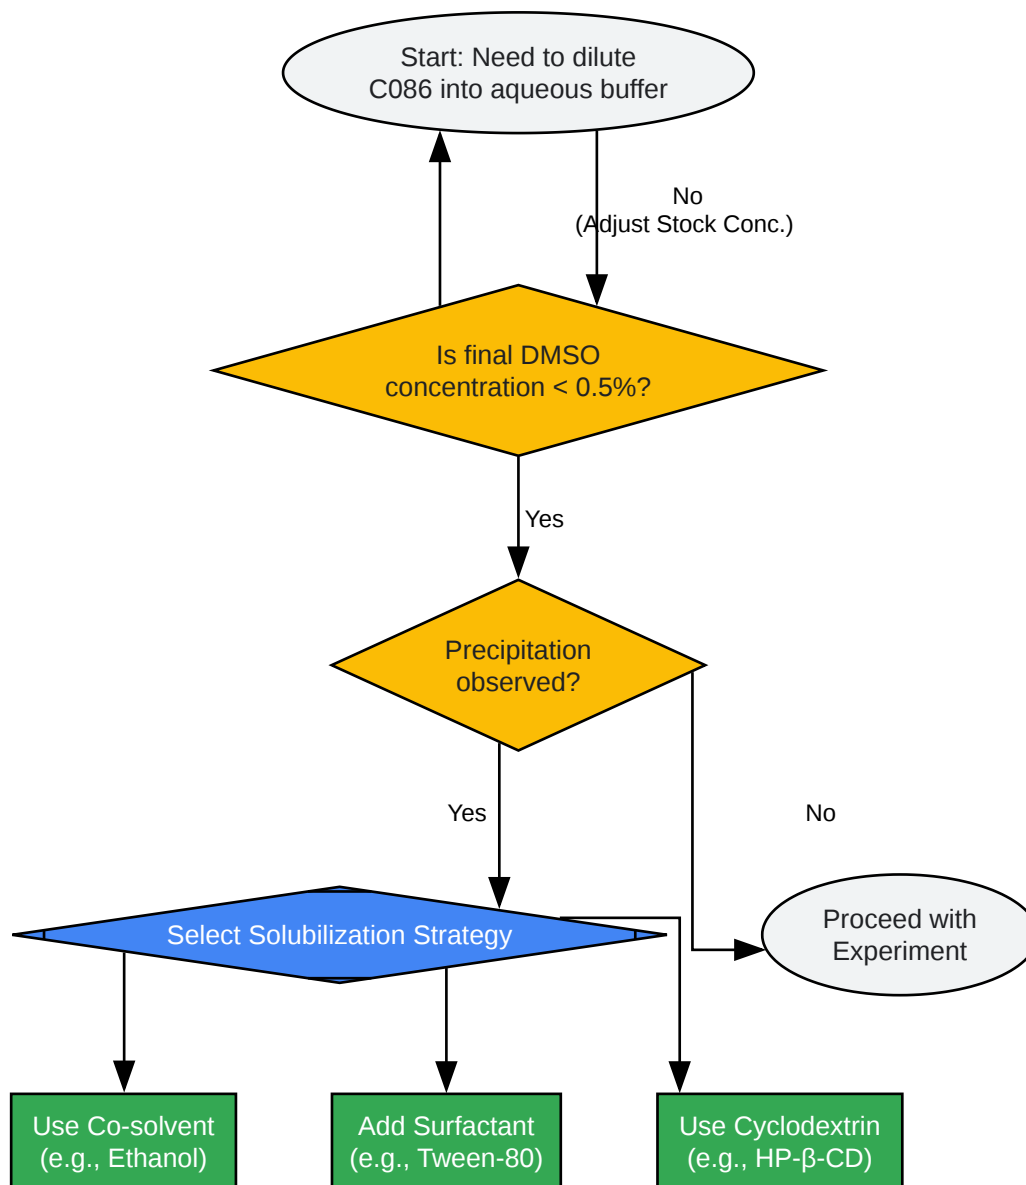 Start: Need to dilute
C086 into aqueous buffer
No
(Adjust Stock Conc.)
Is final DMSO
concentration < 0.5%?
Yes
Precipitation
observed?
Yes
No
Select Solubilization Strategy
Proceed with
Experiment
Use Co-solvent
(e.g., Ethanol)
Add Surfactant
(e.g., Tween-80)
Use Cyclodextrin
(e.g., HP-β-CD)